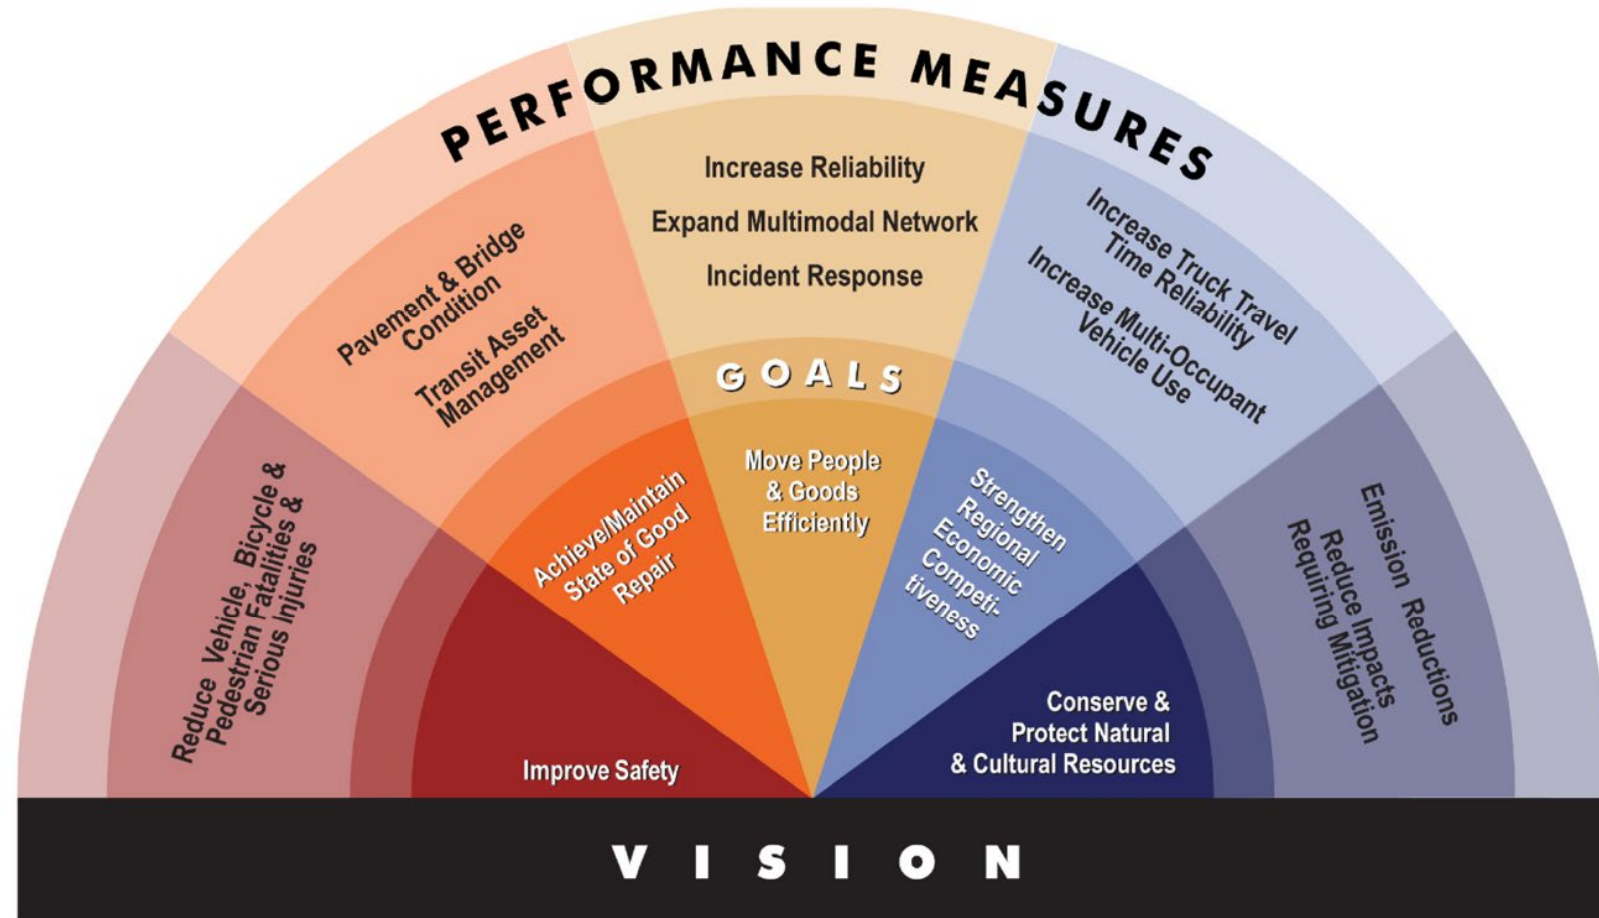 PERFORMANCE MEASURES
Reduce Vehicle, Bicycle &
Pedestrian Fatalities &
Serious Injuries
Pavement & Bridge
Condition
Transit Asset
Management
Increase Reliability
Expand Multimodal Network
Incident Response
Increase Truck Travel
Time Reliability
Increase Multi-Occupant
Vehicle Use
Emission Reductions
Reduce Impacts
Requiring Mitigation
GOALS
Improve Safety
Achieve/Maintain
State of Good
Repair
Move People
& Goods
Efficiently
Strengthen
Regional
Economic
Competi-
tiveness
Conserve &
Protect Natural
& Cultural Resources
VISION